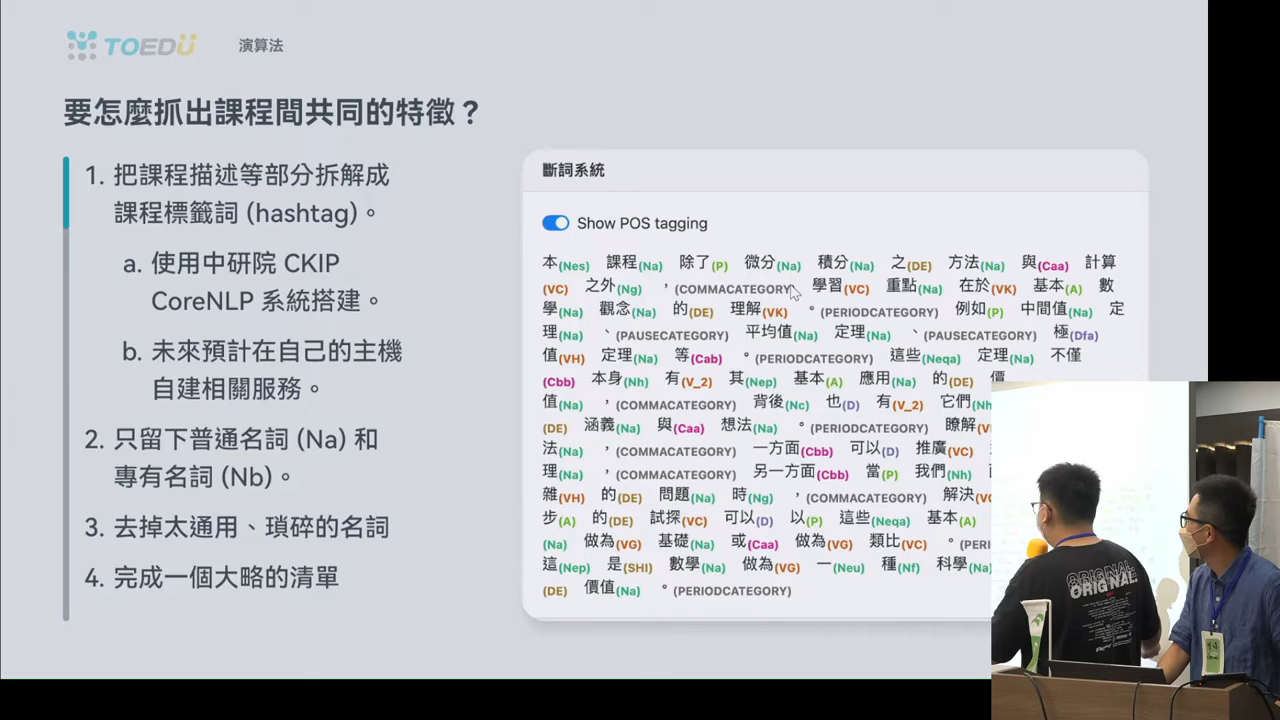 TOEDU 演算法
要怎麼抓出課程間共同的特徵？
1. 把課程描述等部分拆解成
課程標籤詞 (hashtag)。
a. 使用中研院 CKIP
CoreNLP 系統搭建。
b. 未來預計在自己的主機
自建相關服務。
2. 只留下普通名詞 (Na) 和
專有名詞 (Nb)。
3. 去掉太通用、瑣碎的名詞
4. 完成一個大略的清單
斷詞系統
Show POS tagging
本(Nes) 課程(Na) 除了(P) 微分(Na) 積分(Na) 之(DE) 方法(Na) 與(Caa) 計算
(VC) 之外(Ng) ，(COMMACATEGORY) 學習(VC) 重點(Na) 在於(VK) 基本(A) 數
學(Na) 觀念(Na) 的(DE) 理解(VK) 。(PERIODCATEGORY) 例如(P) 中間值(Na) 定
理(Na) 、(PAUSECATEGORY) 平均值(Na) 定理(Na) 、(PAUSECATEGORY) 極(Dfa)
值(VH) 定理(Na) 等(Cab) 。(PERIODCATEGORY) 這些(Neqa) 定理(Na) 不僅
(Cbb) 本身(Nh) 有(V_2) 其(Nep) 基本(A) 應用(Na) 的(DE) 價
值(Na) ，(COMMACATEGORY) 背後(Nc) 也(D) 有(V_2) 它們(Nh
(DE) 涵義(Na) 與(Caa) 想法(Na) 。(PERIODCATEGORY) 瞭解(V
法(Na) ，(COMMACATEGORY) 一方面(Cbb) 可以(D) 推廣(VC)
理(Na) ，(COMMACATEGORY) 另一方面(Cbb) 當(P) 我們(Nh)
雜(VH) 的(DE) 問題(Na) 時(Ng) ，(COMMACATEGORY) 解決(VC
步(A) 的(DE) 試探(VC) 可以(D) 以(P) 這些(Neqa) 基本(A)
(Na) 做為(VG) 基礎(Na) 或(Caa) 做為(VG) 類比(VC) 。(PERI
這(Nep) 是(SHI) 數學(Na) 做為(VG) 一(Neu) 種(Nf) 科學(Na)
(DE) 價值(Na) 。(PERIODCATEGORY)
ORIGINAL
ORIGINAL